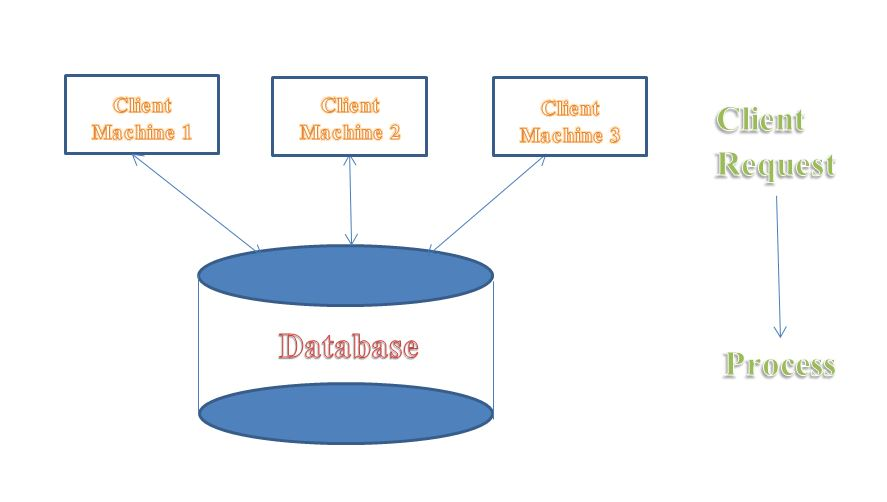 Client
Machine 1
Client
Machine 2
Client
Machine 3
Client
Request
Database
Process